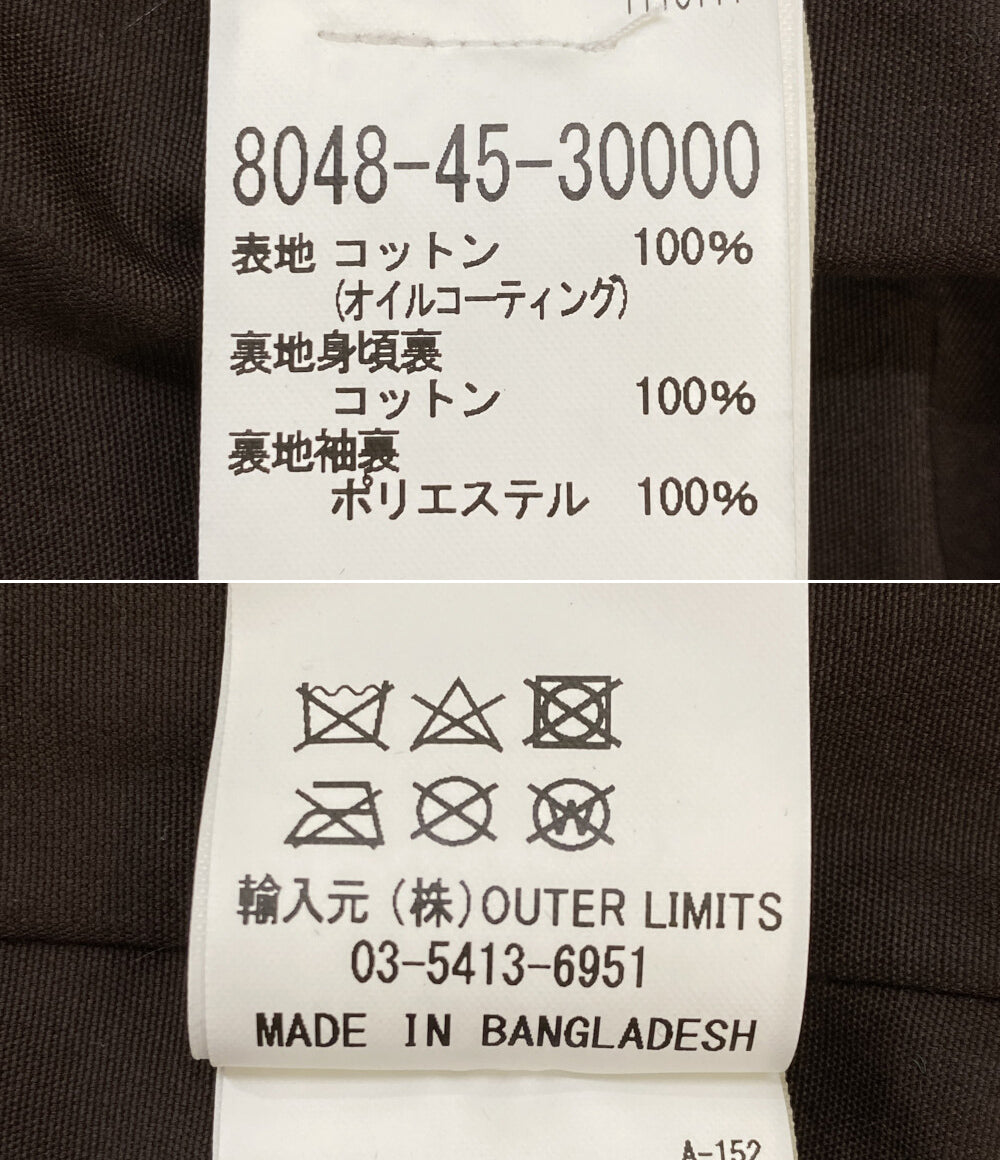 8048-45-30000
表地 コットン 100%
(オイルコーティング)
裏地身頃裏
コットン 100%
裏地袖裏
ポリエステル 100%
輸入元 (株)OUTER LIMITS
03-5413-6951
MADE IN BANGLADESH
A-152